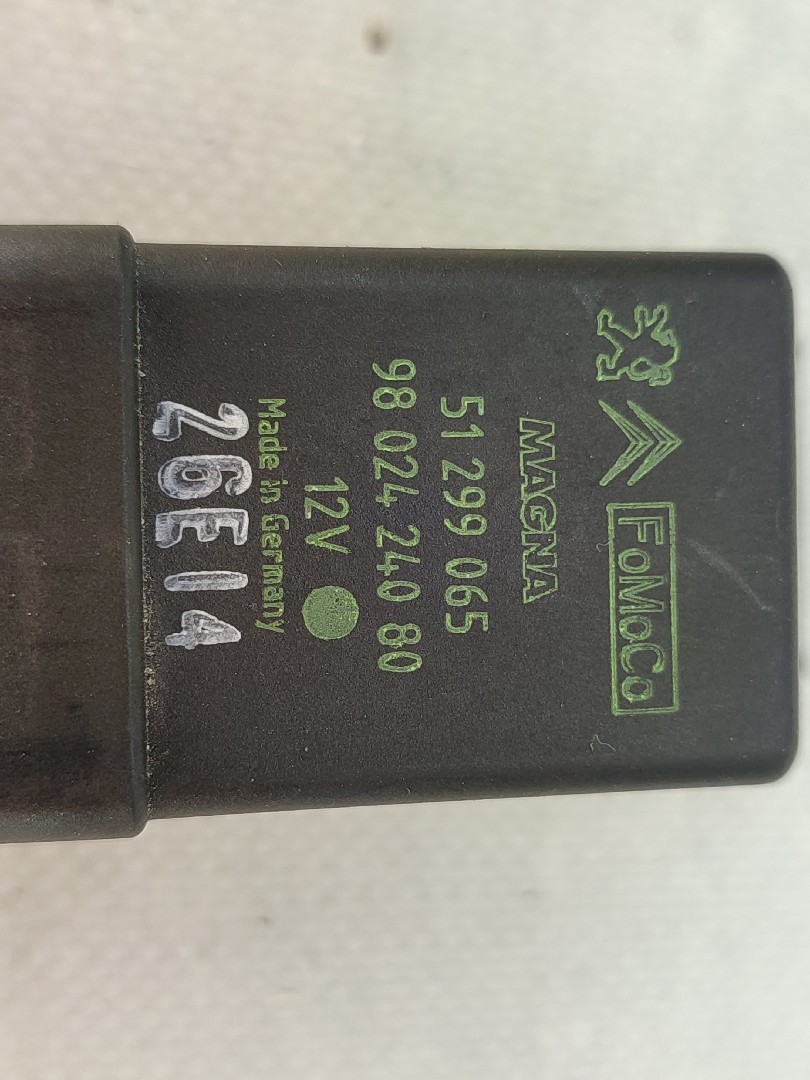 FoMoCo
MAGNA
51 299 065
98 024 240 80
12V
Made in Germany
26E14